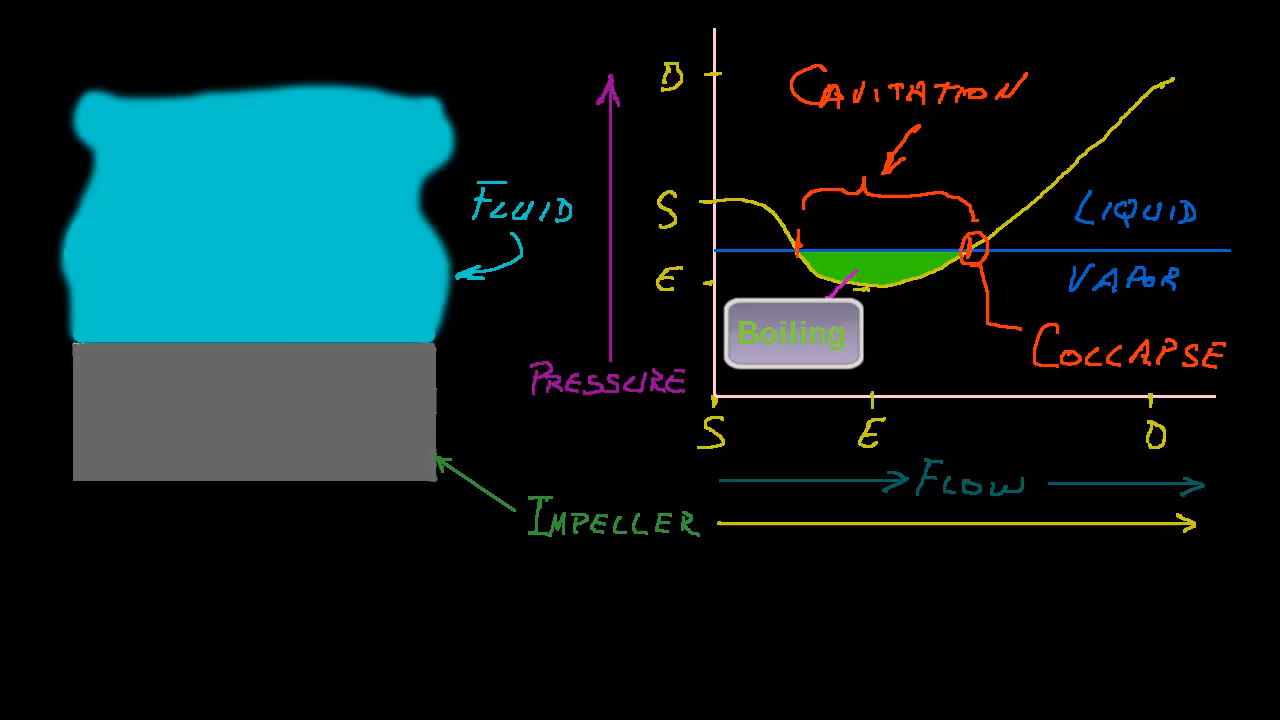 D
CAVITATION
FLUID
S
LIQUID
E
VAPOR
Boiling
COLLAPSE
PRESSURE
S E D
FLOW
IMPELLER